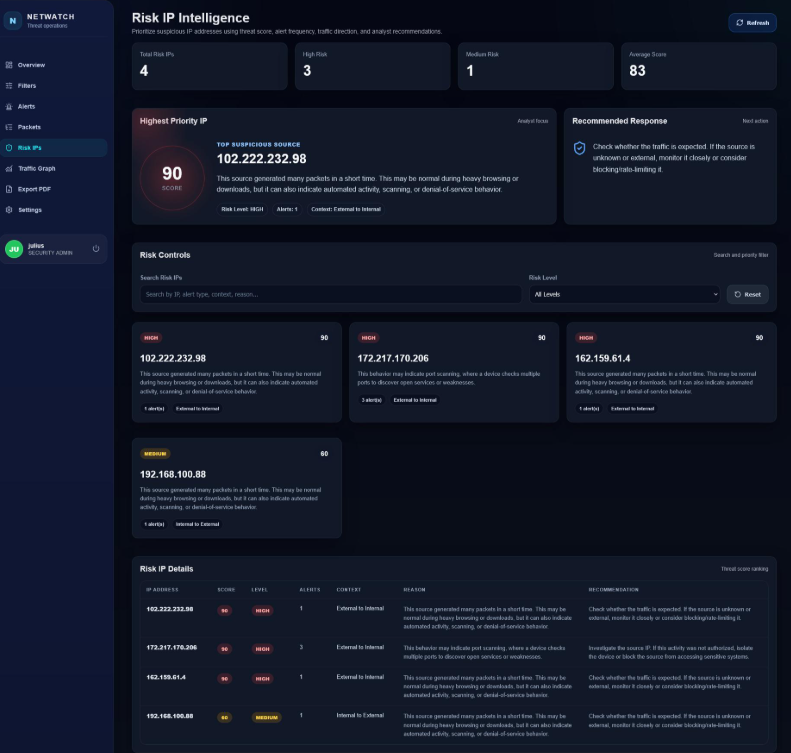 N
NETWATCH
Threat operations
Overview
Filters
Alerts
Packets
Risk IPs
Traffic Graph
Export PDF
Settings
JU
julius
SECURITY ADMIN
Risk IP Intelligence
Prioritize suspicious IP addresses using threat score, alert frequency, traffic direction, and analyst recommendations.
Refresh
Total Risk IPs
4
High Risk
3
Medium Risk
1
Average Score
83
Highest Priority IP
Analyst focus
90
SCORE
TOP SUSPICIOUS SOURCE
102.222.232.98
This source generated many packets in a short time. This may be normal during heavy browsing or
downloads, but it can also indicate automated activity, scanning, or denial-of-service behavior.
Risk Level: HIGH Alerts: 1 Context: External to Internal
Recommended Response
Next action
Check whether the traffic is expected. If the source is
unknown or external, monitor it closely or consider
blocking/rate-limiting it.
Risk Controls
Search and priority filter
Search Risk IPs
Search by IP, alert type, context, reason...
Risk Level
All Levels
Reset
HIGH 90
102.222.232.98
This source generated many packets in a short time. This may be normal
during heavy browsing or downloads, but it can also indicate automated
activity, scanning, or denial-of-service behavior.
1 alert(s) External to Internal
HIGH 90
172.217.170.206
This behavior may indicate port scanning, where a device checks multiple
ports to discover open services or weaknesses.
3 alert(s) External to Internal
HIGH 90
162.159.61.4
This source generated many packets in a short time. This may be normal
during heavy browsing or downloads, but it can also indicate automated
activity, scanning, or denial-of-service behavior.
1 alert(s) External to Internal
MEDIUM 60
192.168.100.88
This source generated many packets in a short time. This may be normal
during heavy browsing or downloads, but it can also indicate automated
activity, scanning, or denial-of-service behavior.
1 alert(s) Internal to External
Risk IP Details
Threat score ranking
IP ADDRESS SCORE LEVEL ALERTS CONTEXT REASON RECOMMENDATION
102.222.232.98 90 HIGH 1 External to Internal
This source generated many packets in a short time. This may be
normal during heavy browsing or downloads, but it can also indicate
automated activity, scanning, or denial-of-service behavior.
Check whether the traffic is expected. If the source is unknown or
external, monitor it closely or consider blocking/rate-limiting it.
172.217.170.206 90 HIGH 3 External to Internal
This behavior may indicate port scanning, where a device checks
multiple ports to discover open services or weaknesses.
Investigate the source IP. If this activity was not authorized, isolate
the device or block the source from accessing sensitive systems.
162.159.61.4 90 HIGH 1 External to Internal
This source generated many packets in a short time. This may be
normal during heavy browsing or downloads, but it can also indicate
automated activity, scanning, or denial-of-service behavior.
Check whether the traffic is expected. If the source is unknown or
external, monitor it closely or consider blocking/rate-limiting it.
192.168.100.88 60 MEDIUM 1 Internal to External
This source generated many packets in a short time. This may be
normal during heavy browsing or downloads, but it can also indicate
automated activity, scanning, or denial-of-service behavior.
Check whether the traffic is expected. If the source is unknown or
external, monitor it closely or consider blocking/rate-limiting it.